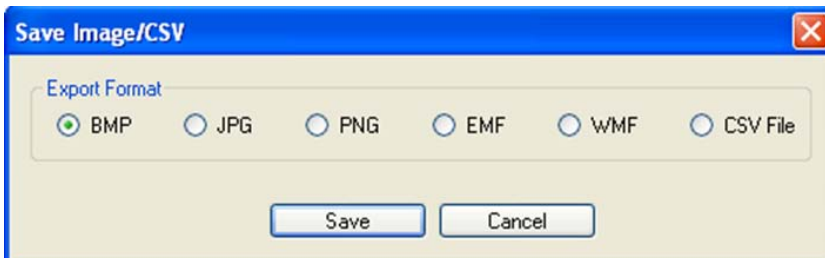 Save Image/CSV
Export Format
BMP JPG PNG EMF WMF CSV File
Save Cancel